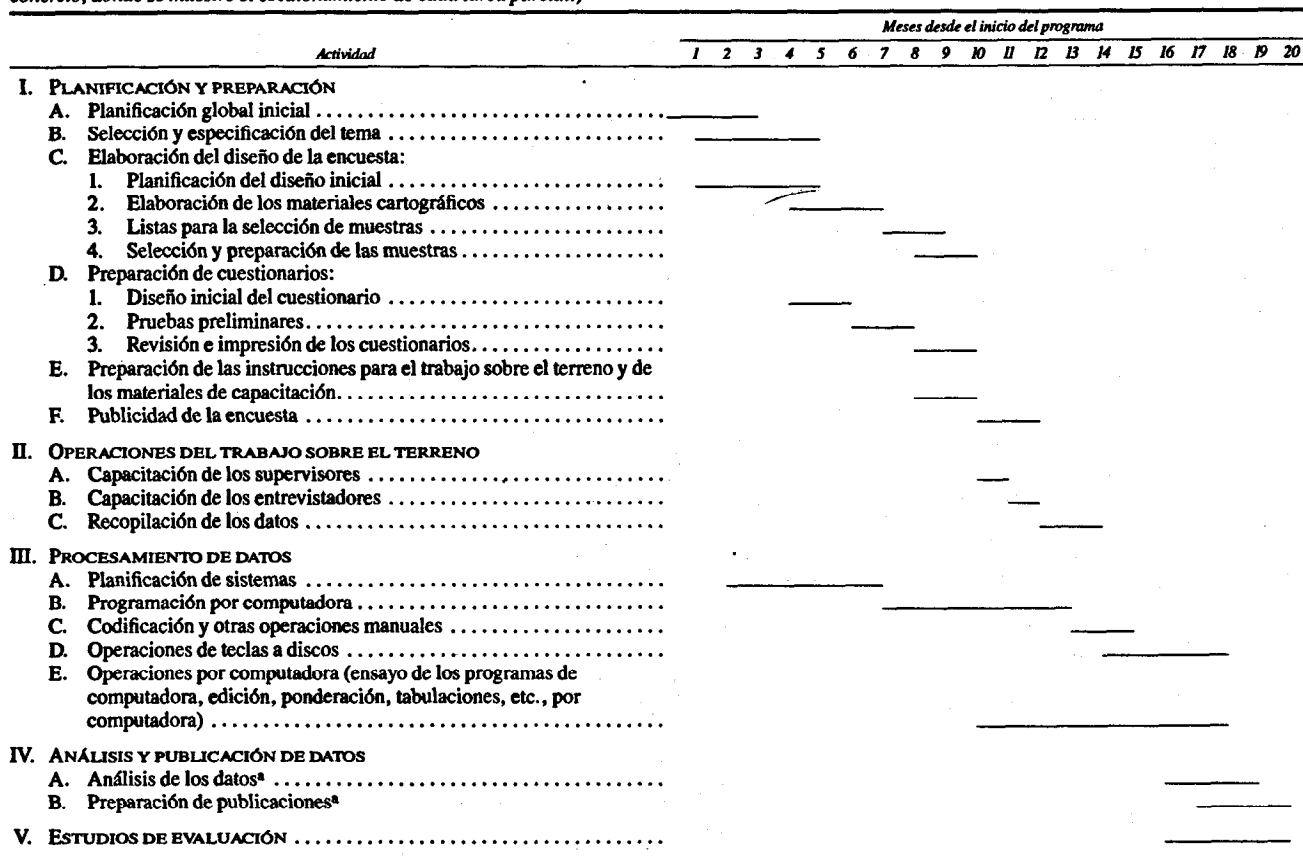 concreto, donde se muestre el escalonamiento de cada tarea parcial.)
Meses desde el inicio del programa
Actividad 1 2 3 4 5 6 7 8 9 10 11 12 13 14 15 16 17 18 19 20
I. PLANIFICACIÓN Y PREPARACIÓN
A. Planificación global inicial
B. Selección y especificación del tema
C. Elaboración del diseño de la encuesta:
1. Planificación del diseño inicial
2. Elaboración de los materiales cartográficos
3. Listas para la selección de muestras
4. Selección y preparación de las muestras
D. Preparación de cuestionarios:
1. Diseño inicial del cuestionario
2. Pruebas preliminares
3. Revisión e impresión de los cuestionarios
E. Preparación de las instrucciones para el trabajo sobre el terreno y de
los materiales de capacitación
F. Publicidad de la encuesta
II. OPERACIONES DEL TRABAJO SOBRE EL TERRENO
A. Capacitación de los supervisores
B. Capacitación de los entrevistadores
C. Recopilación de los datos
III. PROCESAMIENTO DE DATOS
A. Planificación de sistemas
B. Programación por computadora
C. Codificación y otras operaciones manuales
D. Operaciones de teclas a discos
E. Operaciones por computadora (ensayo de los programas de
computadora, edición, ponderación, tabulaciones, etc., por
computadora)
IV. ANÁLISIS Y PUBLICACIÓN DE DATOS
A. Análisis de los datosª
B. Preparación de publicacionesª
V. ESTUDIOS DE EVALUACIÓN